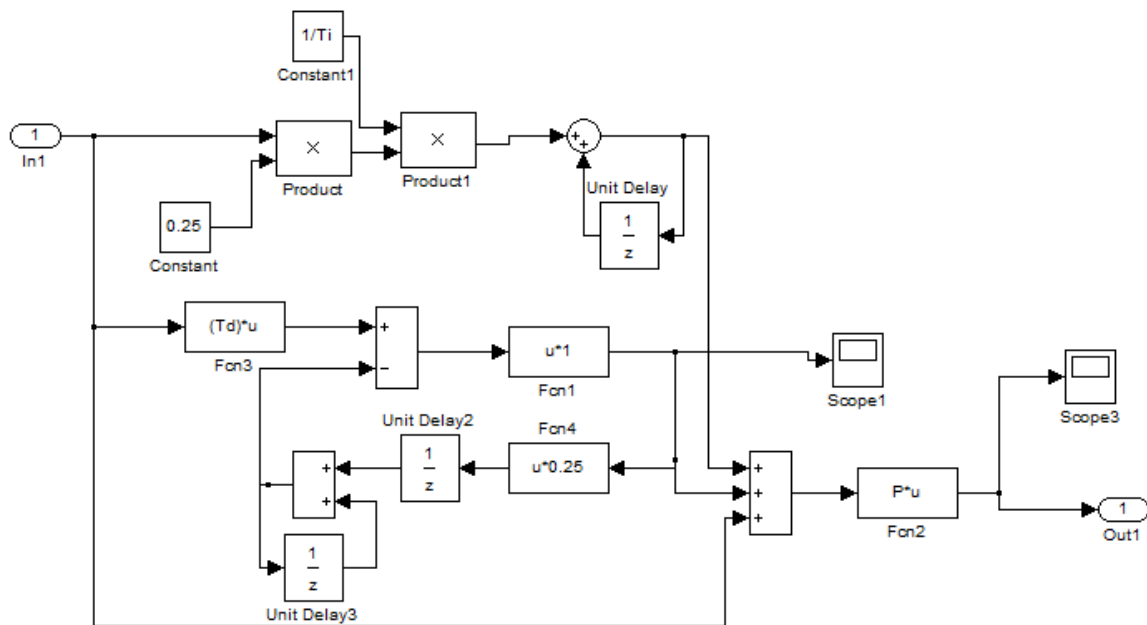 1/Ti
Constant1
1
In1
×
Product
×
Product1
+
+
Unit Delay
1
z
0.25
Constant
(Td)*u
Fcn3
+
−
u*1
Fcn1
Scope1
Scope3
Unit Delay2
1
z
Fcn4
u*0.25
+
+
1
z
Unit Delay3
+
+
+
P*u
Fcn2
1
Out1